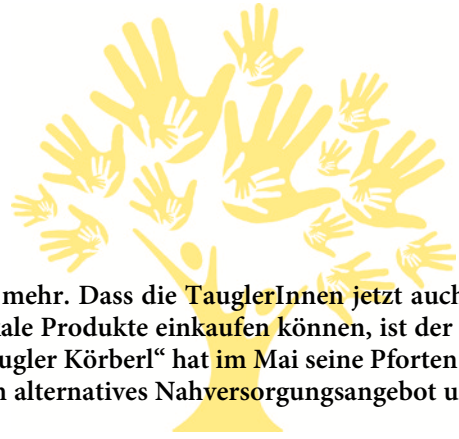 mehr. Dass die TauglerInnen jetzt auch
ale Produkte einkaufen können, ist der
ugler Körberl“ hat im Mai seine Pforten
alternatives Nahversorgungsangebot u